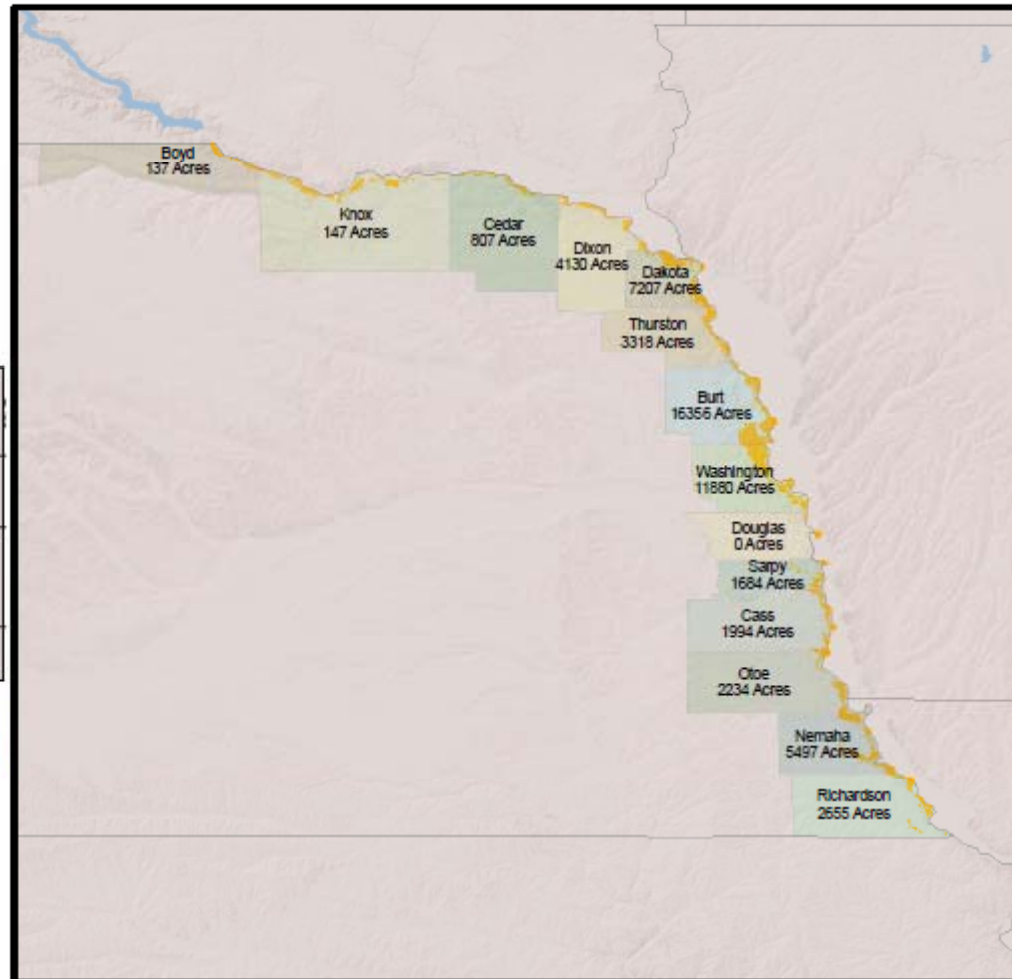 Boyd
137 Acres
Knox
147 Acres
Cedar
807 Acres
Dixon
4130 Acres
Dakota
7207 Acres
Thurston
3318 Acres
Burt
16356 Acres
Washington
11880 Acres
Douglas
0 Acres
Sarpy
1684 Acres
Cass
1994 Acres
Otoe
2234 Acres
Nemaha
5497 Acres
Richardson
2655 Acres